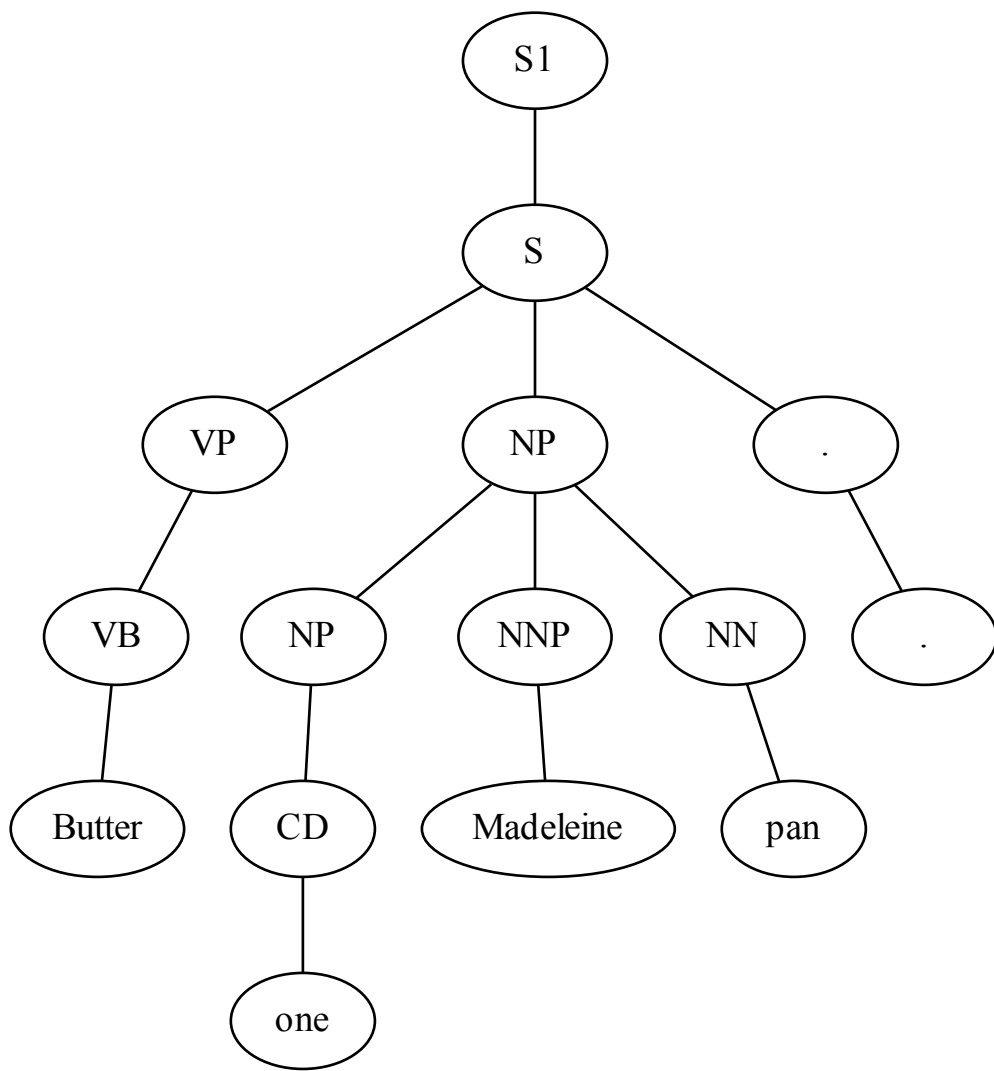 S1
S
VP NP .
VB NP NNP NN .
Butter CD Madeleine pan
one